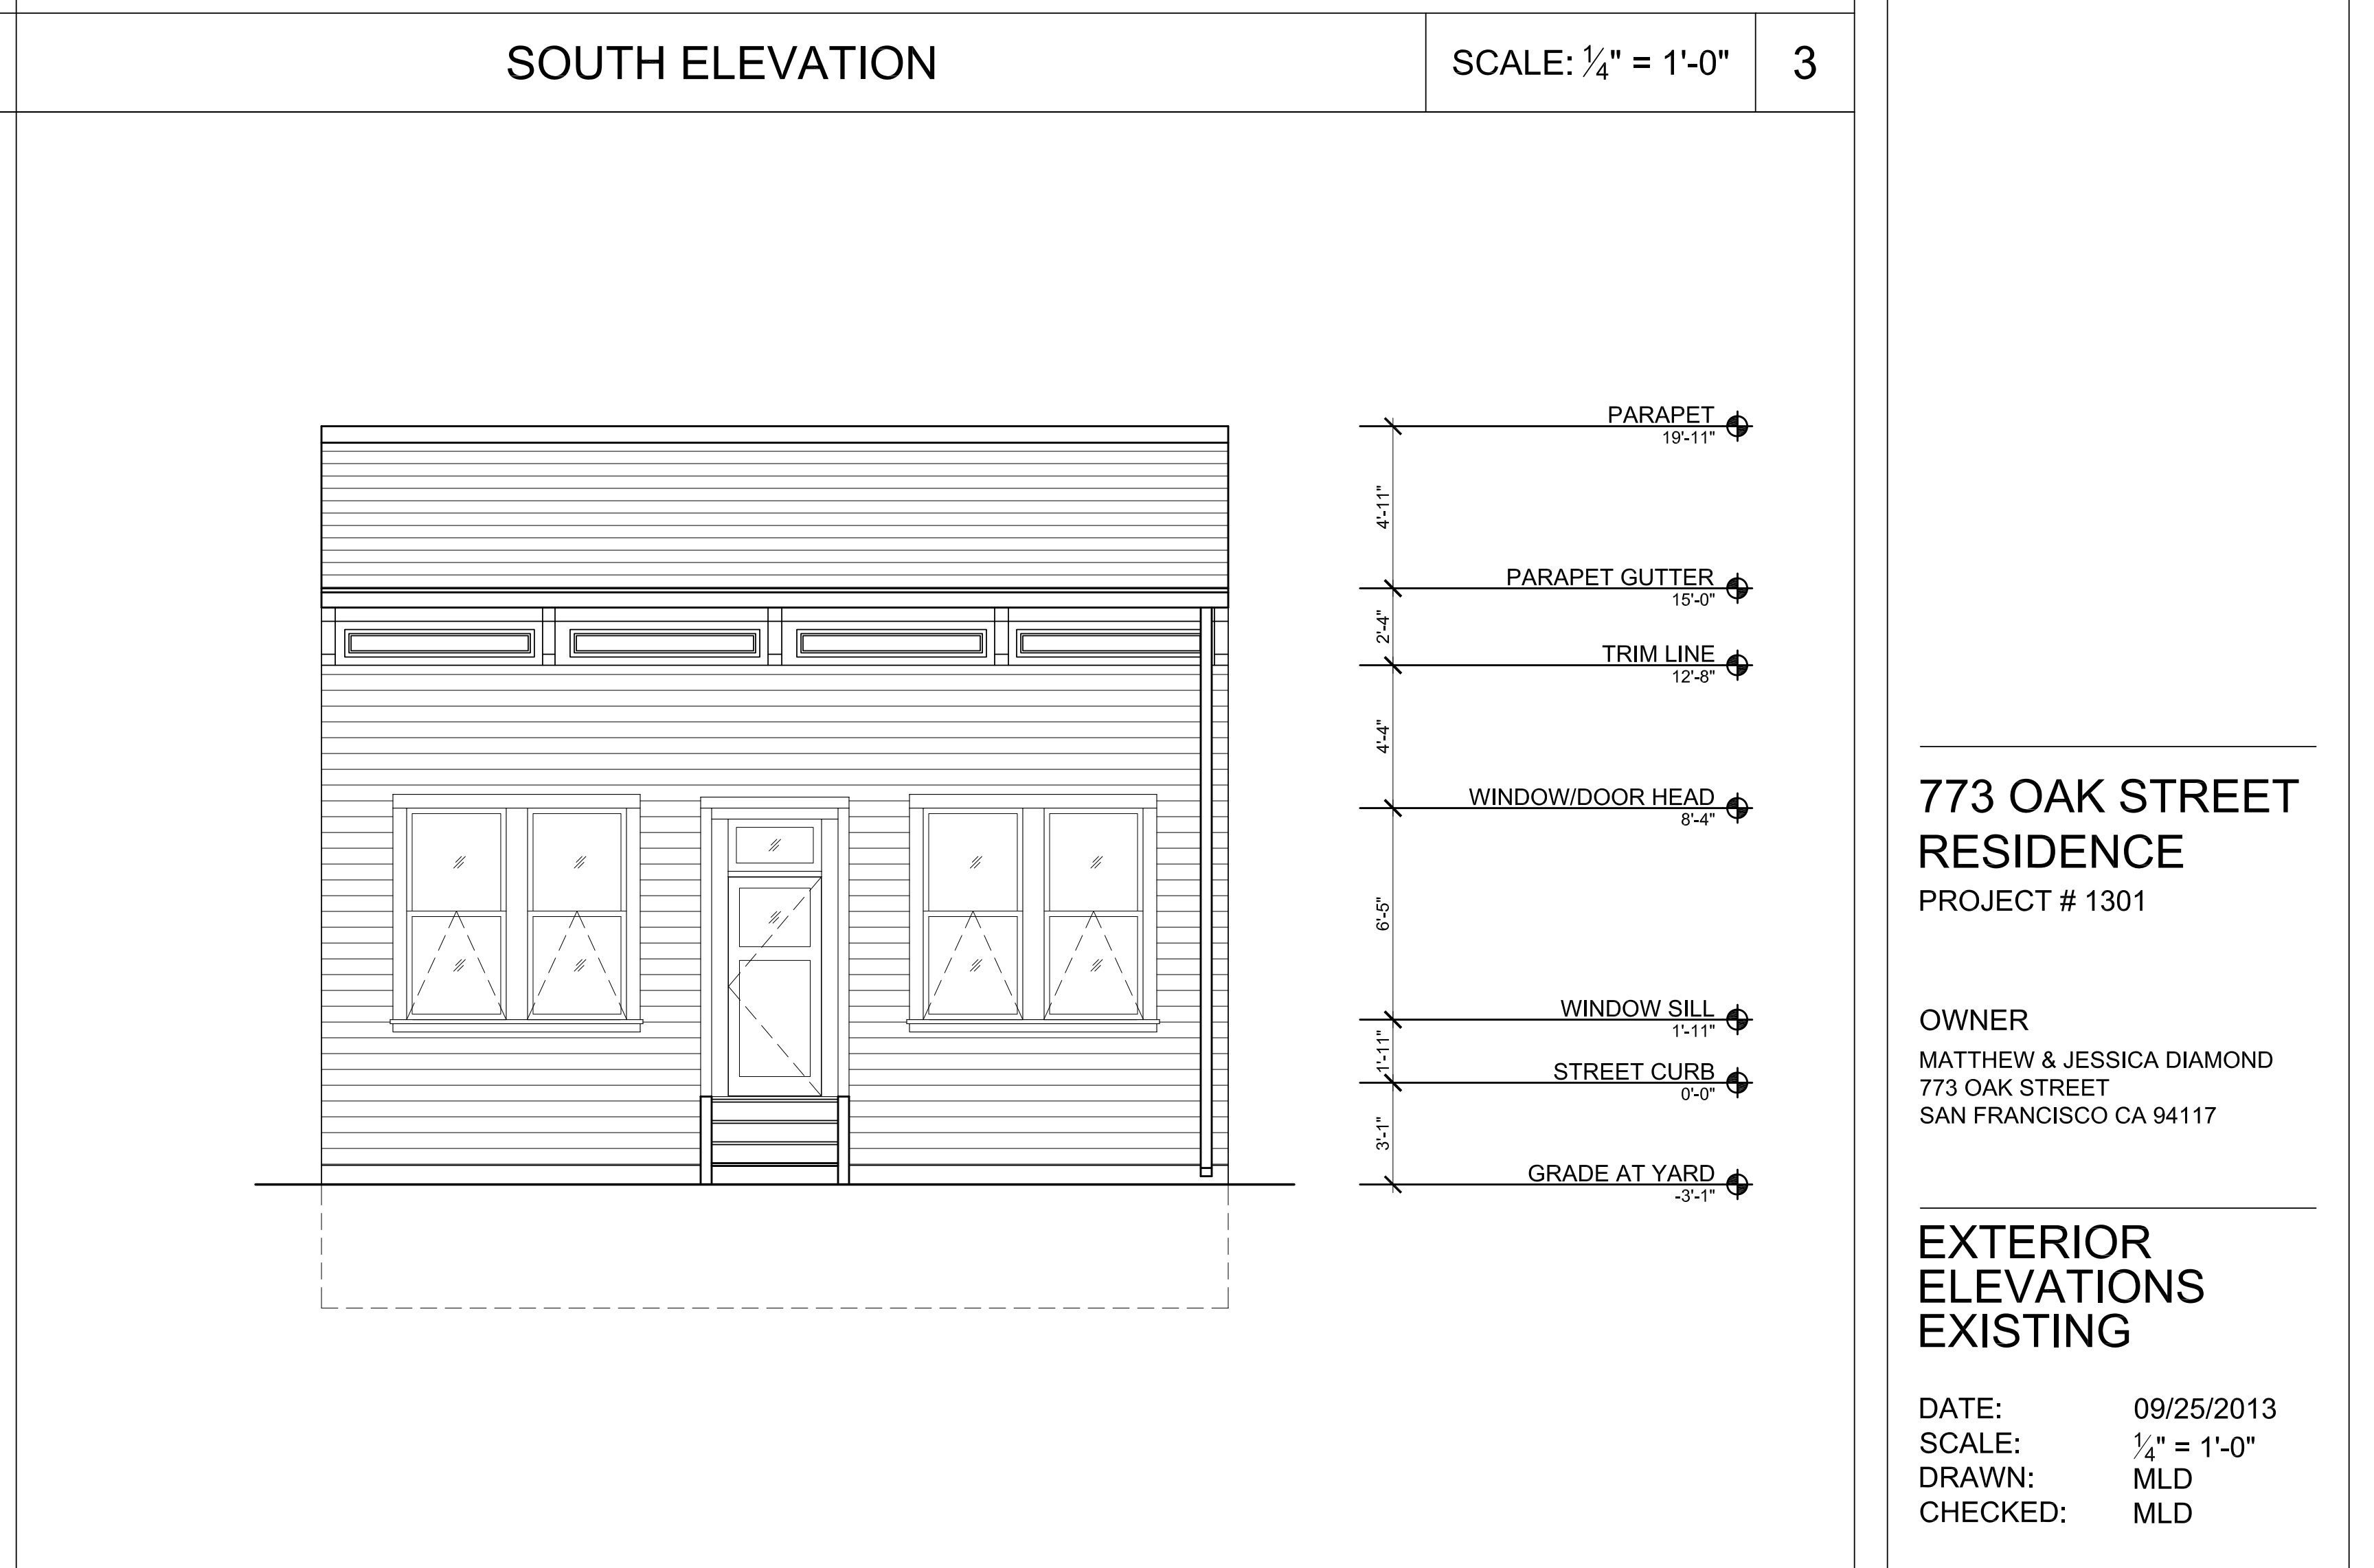 SOUTH ELEVATION
SCALE: ¼" = 1'-0"
3
PARAPET
19'-11"
4'-11"
PARAPET GUTTER
15'-0"
2'-4"
TRIM LINE
12'-8"
4'-4"
WINDOW/DOOR HEAD
8'-4"
6'-5"
WINDOW SILL
1'-11"
1'-11"
STREET CURB
0'-0"
3'-1"
GRADE AT YARD
-3'-1"
773 OAK STREET
RESIDENCE
PROJECT # 1301
OWNER
MATTHEW & JESSICA DIAMOND
773 OAK STREET
SAN FRANCISCO CA 94117
EXTERIOR
ELEVATIONS
EXISTING
DATE: 09/25/2013
SCALE: ¼" = 1'-0"
DRAWN: MLD
CHECKED: MLD